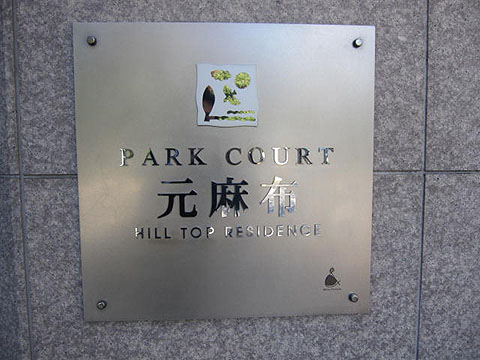 PARK COURT
元麻布
HILL TOP RESIDENCE